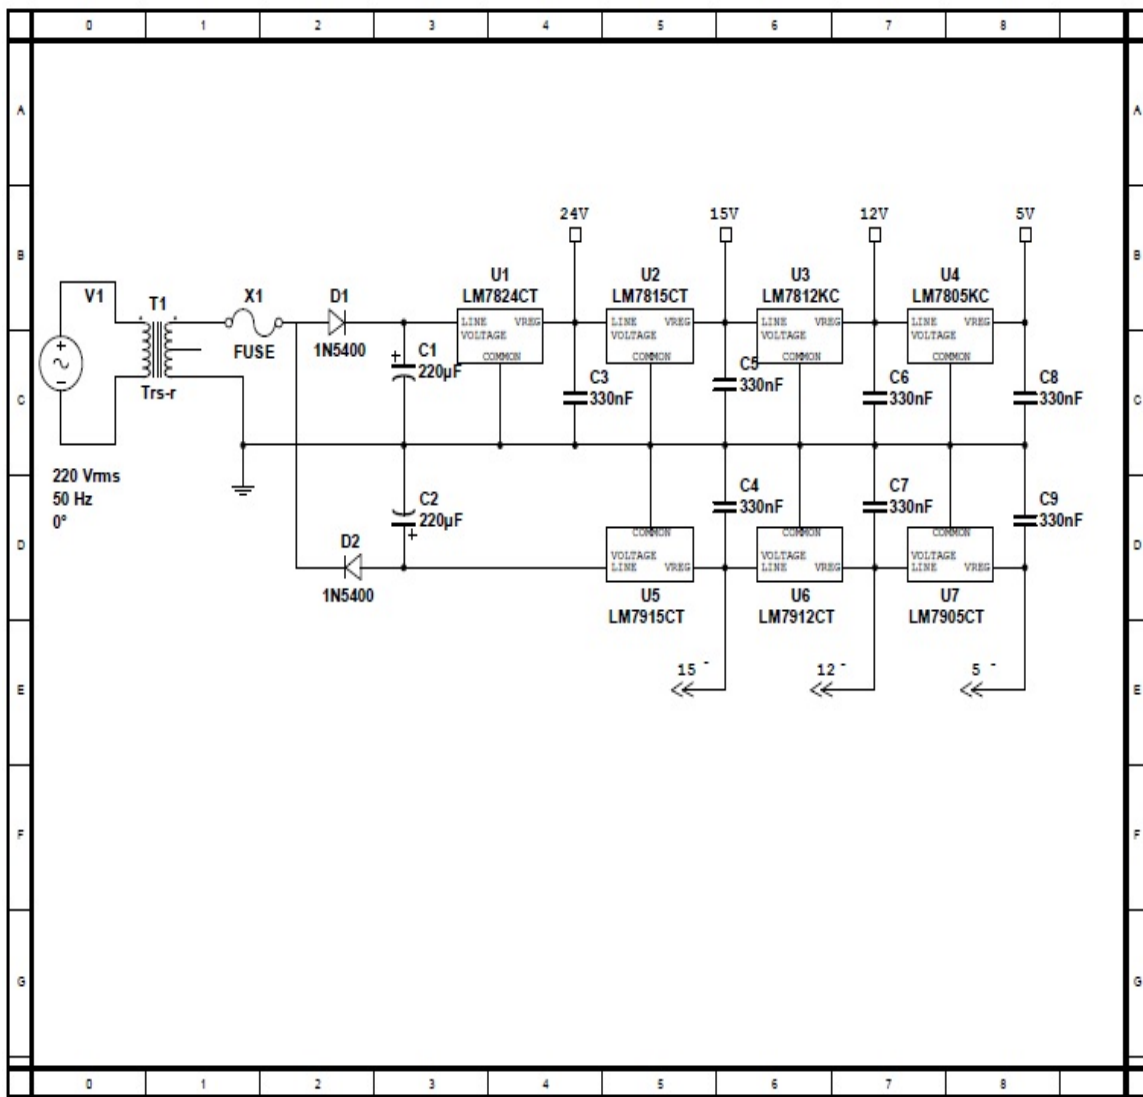 0 1 2 3 4 5 6 7 8
A A
24V 15V 12V 5V
B B
V1 T1 X1 D1 U1 U2 U3 U4
LM7824CT LM7815CT LM7812KC LM7805KC
LINE VREG LINE VREG LINE VREG LINE VREG
VOLTAGE VOLTAGE VOLTAGE VOLTAGE
COMMON COMMON COMMON COMMON
+
-
FUSE 1N5400
Trs-r
+ C1
220µF
C3
330nF
C5
330nF
C6
330nF
C8
330nF
C C
220 Vrms
50 Hz
0°
C2
220µF
+
C4
330nF
C7
330nF
C9
330nF
D D
D2
1N5400
COMMON COMMON COMMON
VOLTAGE VOLTAGE VOLTAGE
LINE VREG LINE VREG LINE VREG
U5 U6 U7
LM7915CT LM7912CT LM7905CT
15 - 12 - 5 -
E E
F F
G G
0 1 2 3 4 5 6 7 8